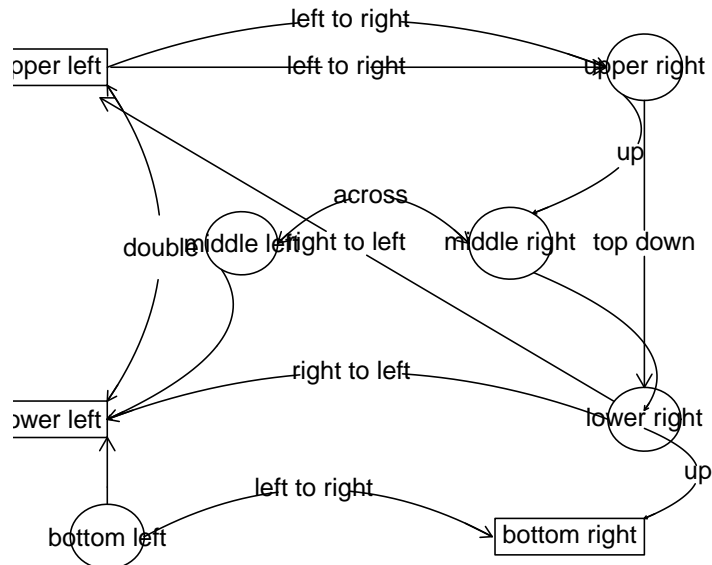 left to right
pper left
left to right
upper right
up
across
double
middle left
right to left
middle right
top down
right to left
ower left
lower right
up
left to right
bottom left
bottom right